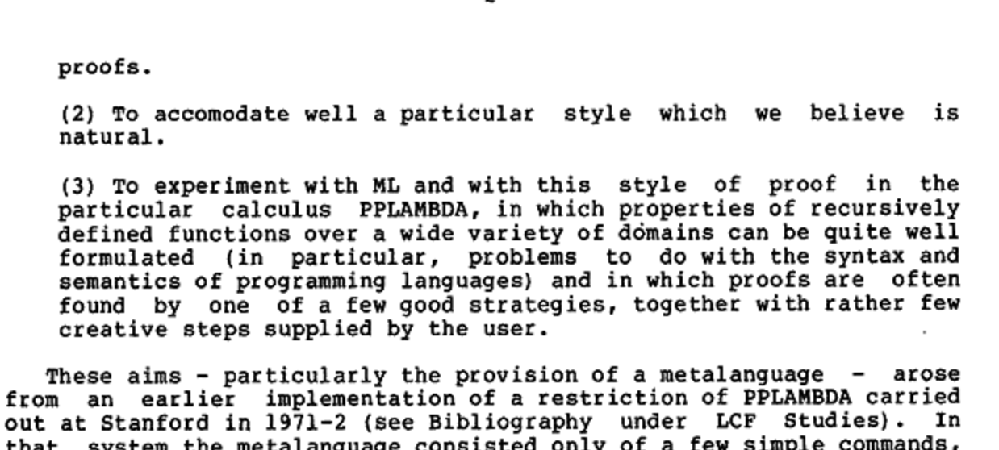 proofs.
(2) To accomodate well a particular style which we believe is
natural.
(3) To experiment with ML and with this style of proof in the
particular calculus PPLAMBDA, in which properties of recursively
defined functions over a wide variety of domains can be quite well
formulated (in particular, problems to do with the syntax and
semantics of programming languages) and in which proofs are often
found by one of a few good strategies, together with rather few
creative steps supplied by the user.
These aims - particularly the provision of a metalanguage - arose
from an earlier implementation of a restriction of PPLAMBDA carried
out at Stanford in 1971-2 (see Bibliography under LCF Studies). In
that system the metalanguage consisted only of a few simple commands,